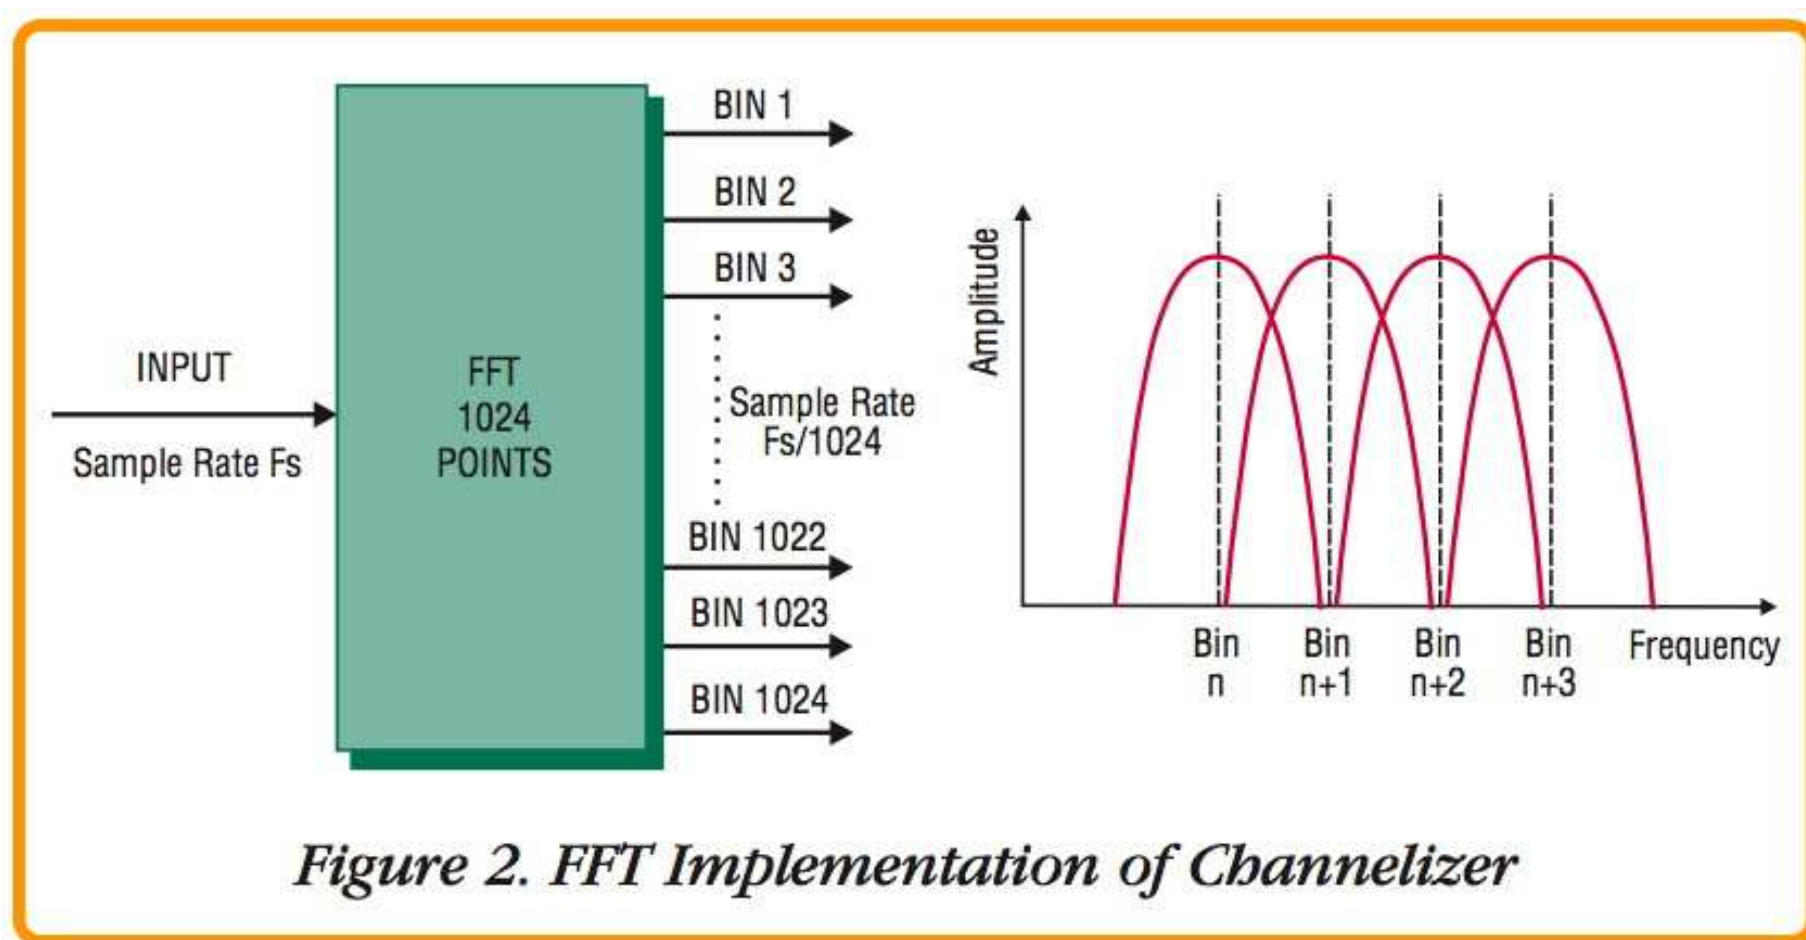 INPUT
Sample Rate Fs
FFT
1024
POINTS
BIN 1
BIN 2
BIN 3
Sample Rate
Fs/1024
BIN 1022
BIN 1023
BIN 1024
Amplitude
Bin
n
Bin
n+1
Bin
n+2
Bin
n+3
Frequency
Figure 2. FFT Implementation of Channelizer